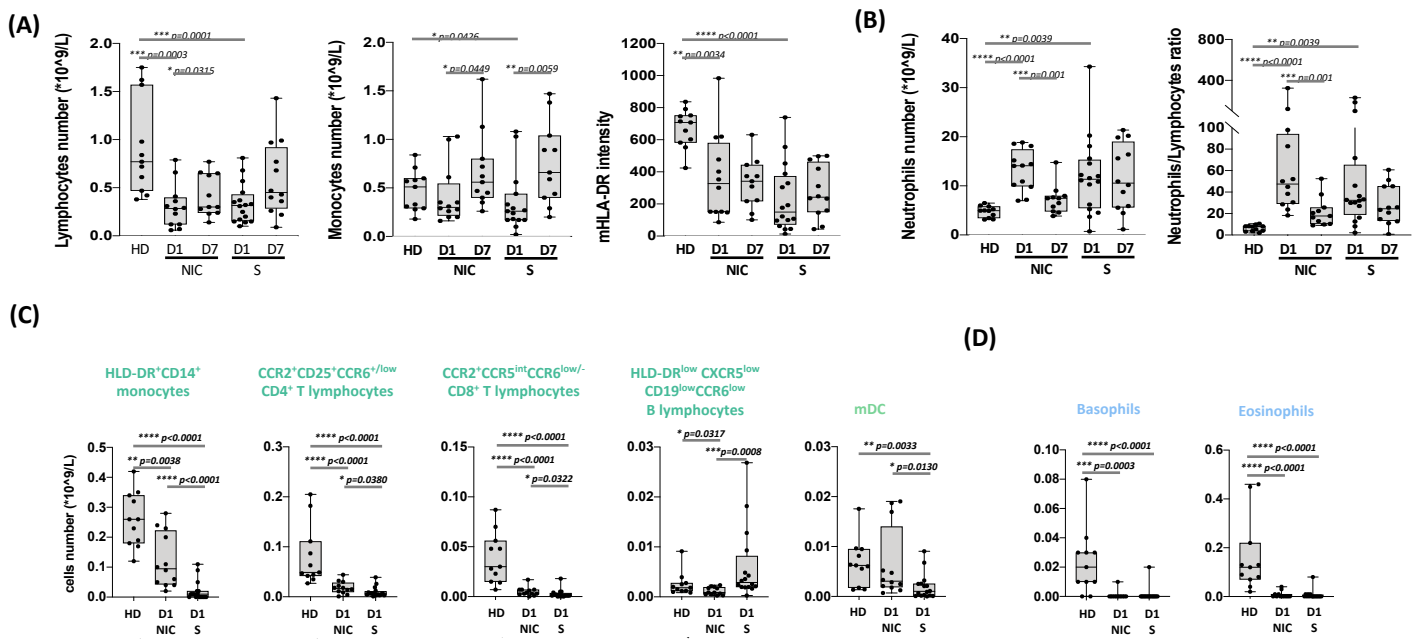 (A)
Lymphocytes number (*10^9/L)
*** p=0.0001
*** p=0.0003
* p=0.0315
2.0
1.5
1.0
0.5
0.0
HD D1 D7 D1 D7
NIC S
Monocytes number (*10^9/L)
* p=0.0426
* p=0.0449
** p=0.0059
2.0
1.5
1.0
0.5
0.0
HD D1 D7 D1 D7
NIC S
mHLA-DR intensity
**** p<0.0001
** p=0.0034
1200
1000
800
600
400
200
0
HD D1 D7 D1 D7
NIC S
(B)
Neutrophils number (*10^9/L)
** p=0.0039
**** p<0.0001
*** p=0.001
40
30
20
10
0
HD D1 D7 D1 D7
NIC S
Neutrophils/Lymphocytes ratio
** p=0.0039
**** p<0.0001
*** p=0.001
800
600
400
100
80
60
40
20
0
HD D1 D7 D1 D7
NIC S
(C)
HLD-DR⁺CD14⁺
monocytes
cells number (*10^9/L)
**** p<0.0001
** p=0.0038
**** p<0.0001
0.5
0.4
0.3
0.2
0.1
0.0
HD D1 D1
NIC S
CCR2⁺CD25⁺CCR6⁺/low
CD4⁺ T lymphocytes
**** p<0.0001
**** p<0.0001
* p=0.0380
0.3
0.2
0.1
0.0
HD D1 D1
NIC S
CCR2⁺CCR5intCCR6low/-
CD8⁺ T lymphocytes
**** p<0.0001
**** p<0.0001
* p=0.0322
0.15
0.10
0.05
0.00
HD D1 D1
NIC S
HLD-DRlow CXCR5low
CD19lowCCR6low
B lymphocytes
* p=0.0317
*** p=0.0008
0.03
0.02
0.01
0.00
HD D1 D1
NIC S
mDC
** p=0.0033
* p=0.0130
0.03
0.02
0.01
0.00
HD D1 D1
NIC S
(D)
Basophils
**** p<0.0001
*** p=0.0003
0.10
0.08
0.06
0.04
0.02
0.00
HD D1 D1
NIC S
Eosinophils
**** p<0.0001
**** p<0.0001
0.6
0.4
0.2
0.0
HD D1 D1
NIC S